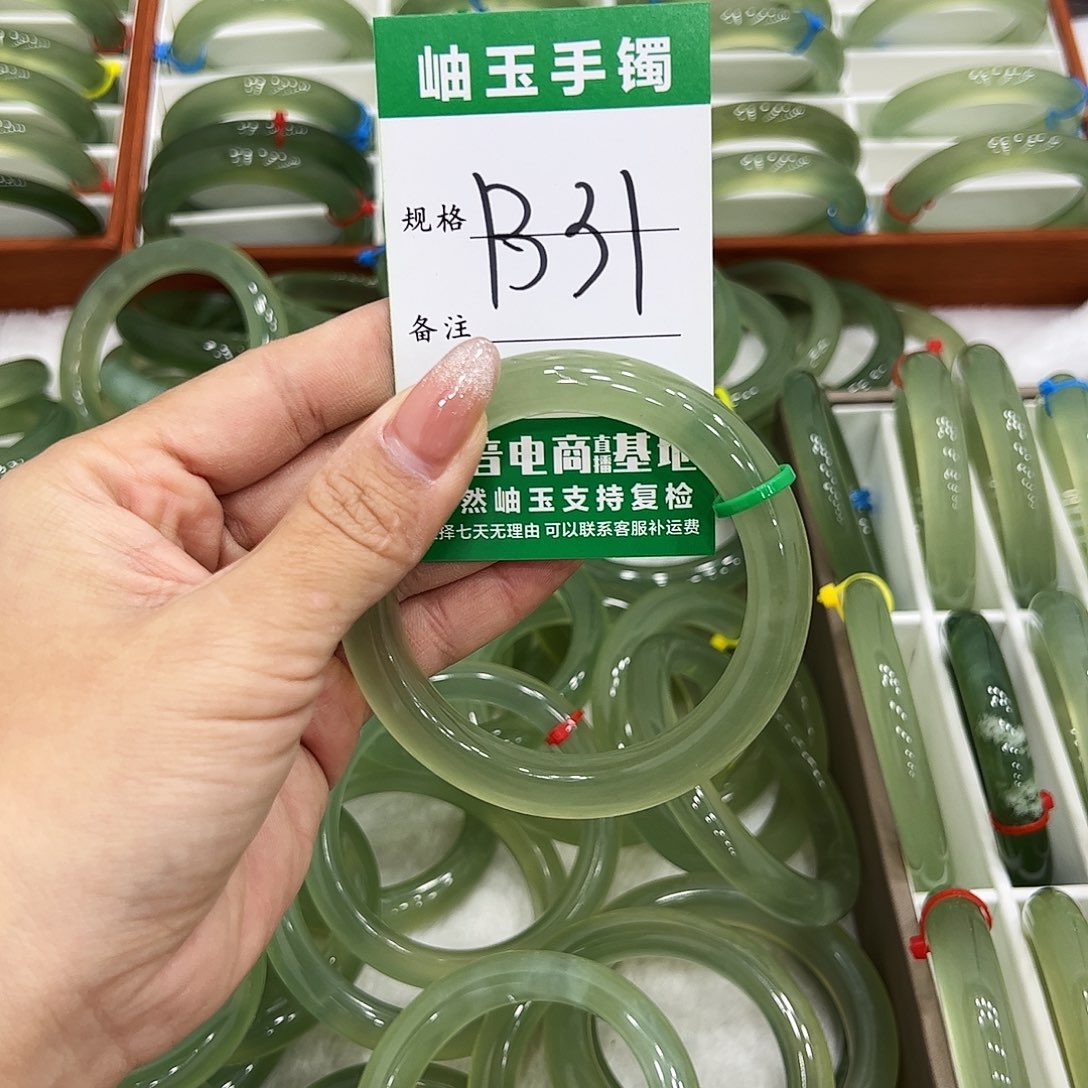 岫玉手镯
规格 B31
备注
音电商直播基地
然岫玉支持复检
择七天无理由 可以联系客服补运费